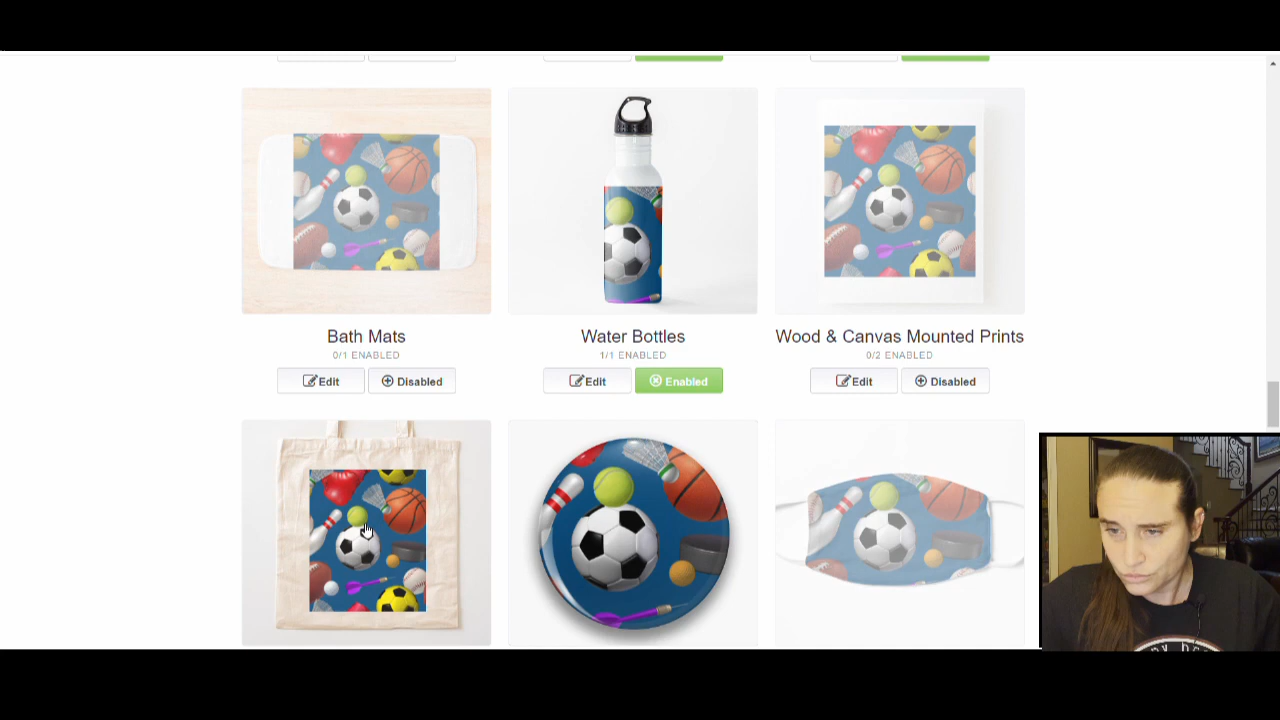 Bath Mats
0/1 ENABLED
Edit
Disabled
Water Bottles
1/1 ENABLED
Edit
Enabled
Wood & Canvas Mounted Prints
0/2 ENABLED
Edit
Disabled